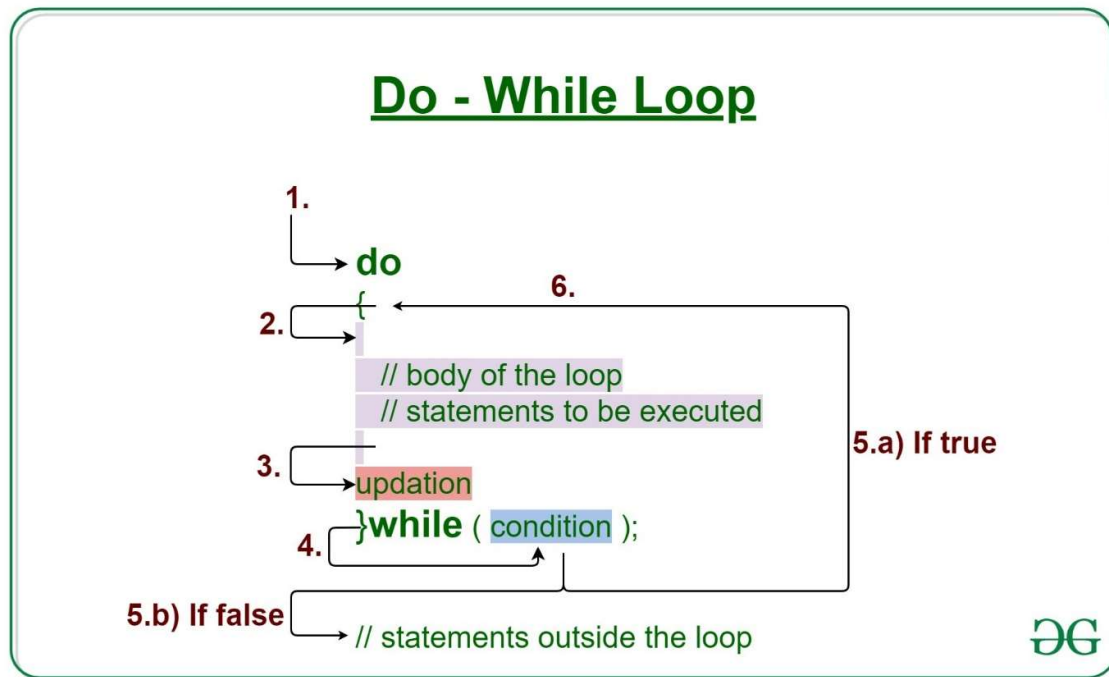 Do - While Loop
1.
do
6.
{
2.
// body of the loop
// statements to be executed
5.a) If true
3.
updation
}while ( condition );
4.
5.b) If false
// statements outside the loop
GG